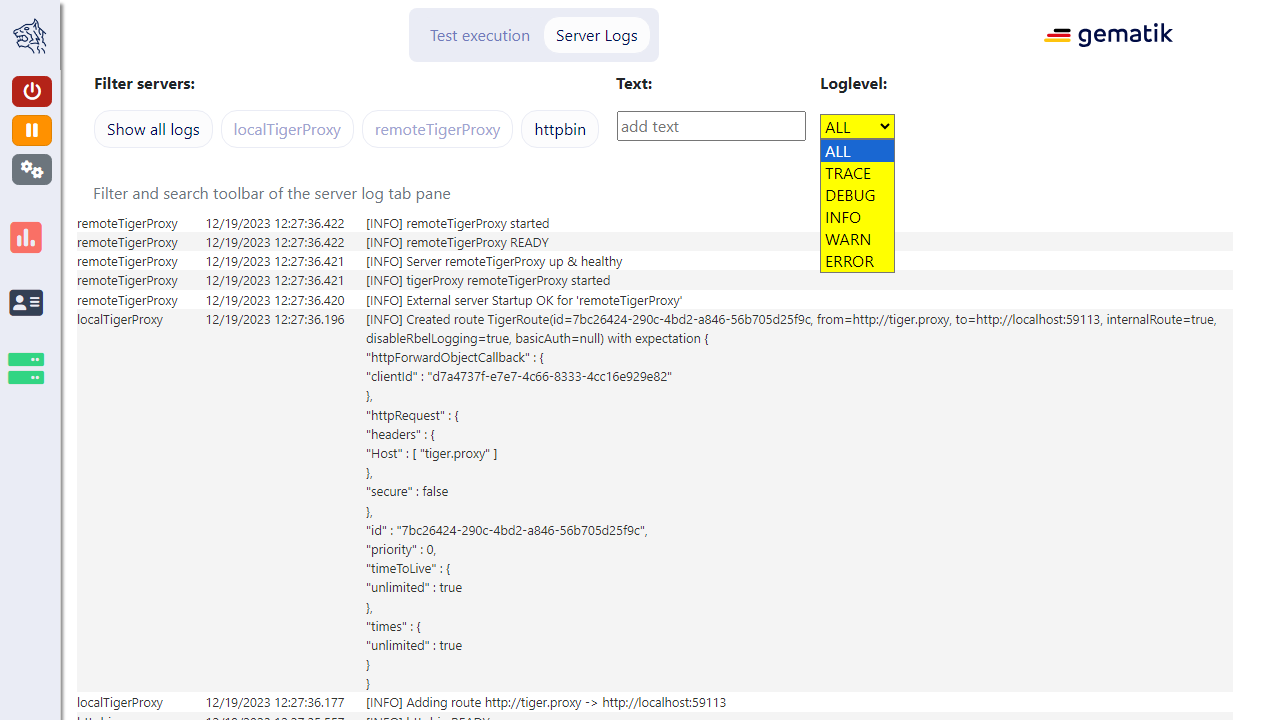 Test execution Server Logs
gematik
Filter servers: Text: Loglevel:
Show all logs localTigerProxy remoteTigerProxy httpbin add text ALL
ALL
TRACE
DEBUG
INFO
WARN
ERROR
Filter and search toolbar of the server log tab pane
remoteTigerProxy 12/19/2023 12:27:36.422 [INFO] remoteTigerProxy started
remoteTigerProxy 12/19/2023 12:27:36.422 [INFO] remoteTigerProxy READY
remoteTigerProxy 12/19/2023 12:27:36.421 [INFO] Server remoteTigerProxy up & healthy
remoteTigerProxy 12/19/2023 12:27:36.421 [INFO] tigerProxy remoteTigerProxy started
remoteTigerProxy 12/19/2023 12:27:36.420 [INFO] External server Startup OK for 'remoteTigerProxy'
localTigerProxy 12/19/2023 12:27:36.196 [INFO] Created route TigerRoute(id=7bc26424-290c-4bd2-a846-56b705d25f9c, from=http://tiger.proxy, to=http://localhost:59113, internalRoute=true,
disableRbelLogging=true, basicAuth=null) with expectation {
"httpForwardObjectCallback" : {
"clientId" : "d7a4737f-e7e7-4c66-8333-4cc16e929e82"
},
"httpRequest" : {
"headers" : {
"Host" : [ "tiger.proxy" ]
},
"secure" : false
},
"id" : "7bc26424-290c-4bd2-a846-56b705d25f9c",
"priority" : 0,
"timeToLive" : {
"unlimited" : true
},
"times" : {
"unlimited" : true
}
}
localTigerProxy 12/19/2023 12:27:36.177 [INFO] Adding route http://tiger.proxy -> http://localhost:59113